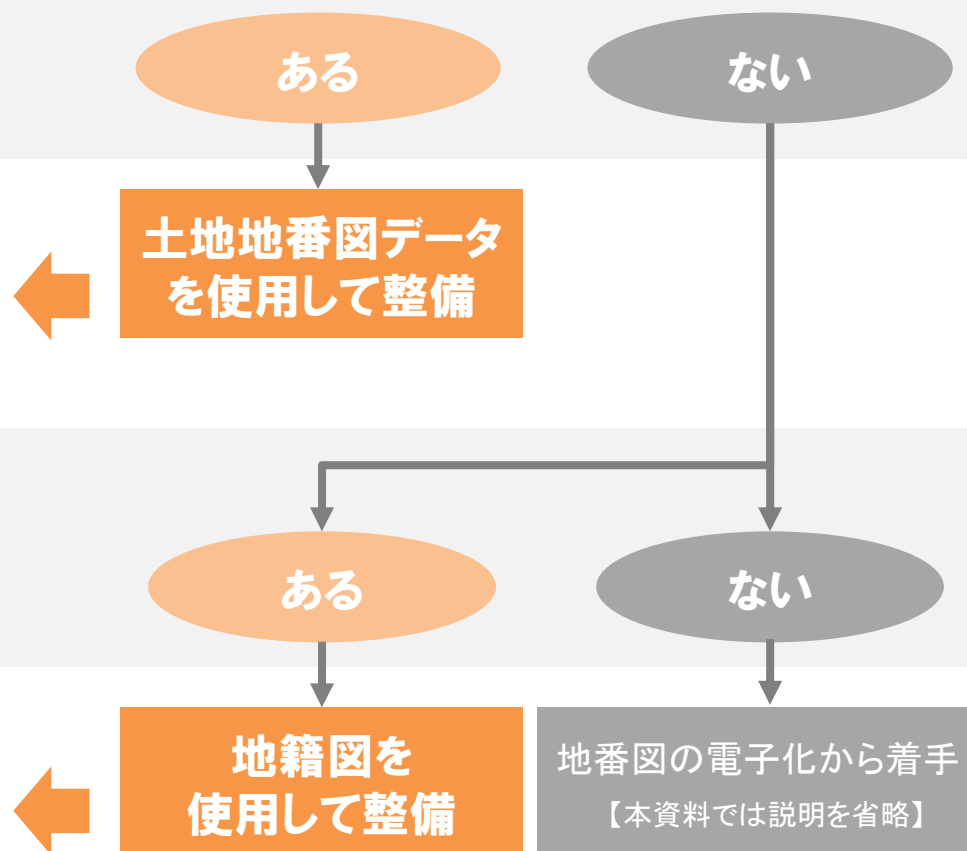 ある
ない
土地地番図データ
を使用して整備
ある
ない
地籍図を
使用して整備
地番図の電子化から着手
【本資料では説明を省略】